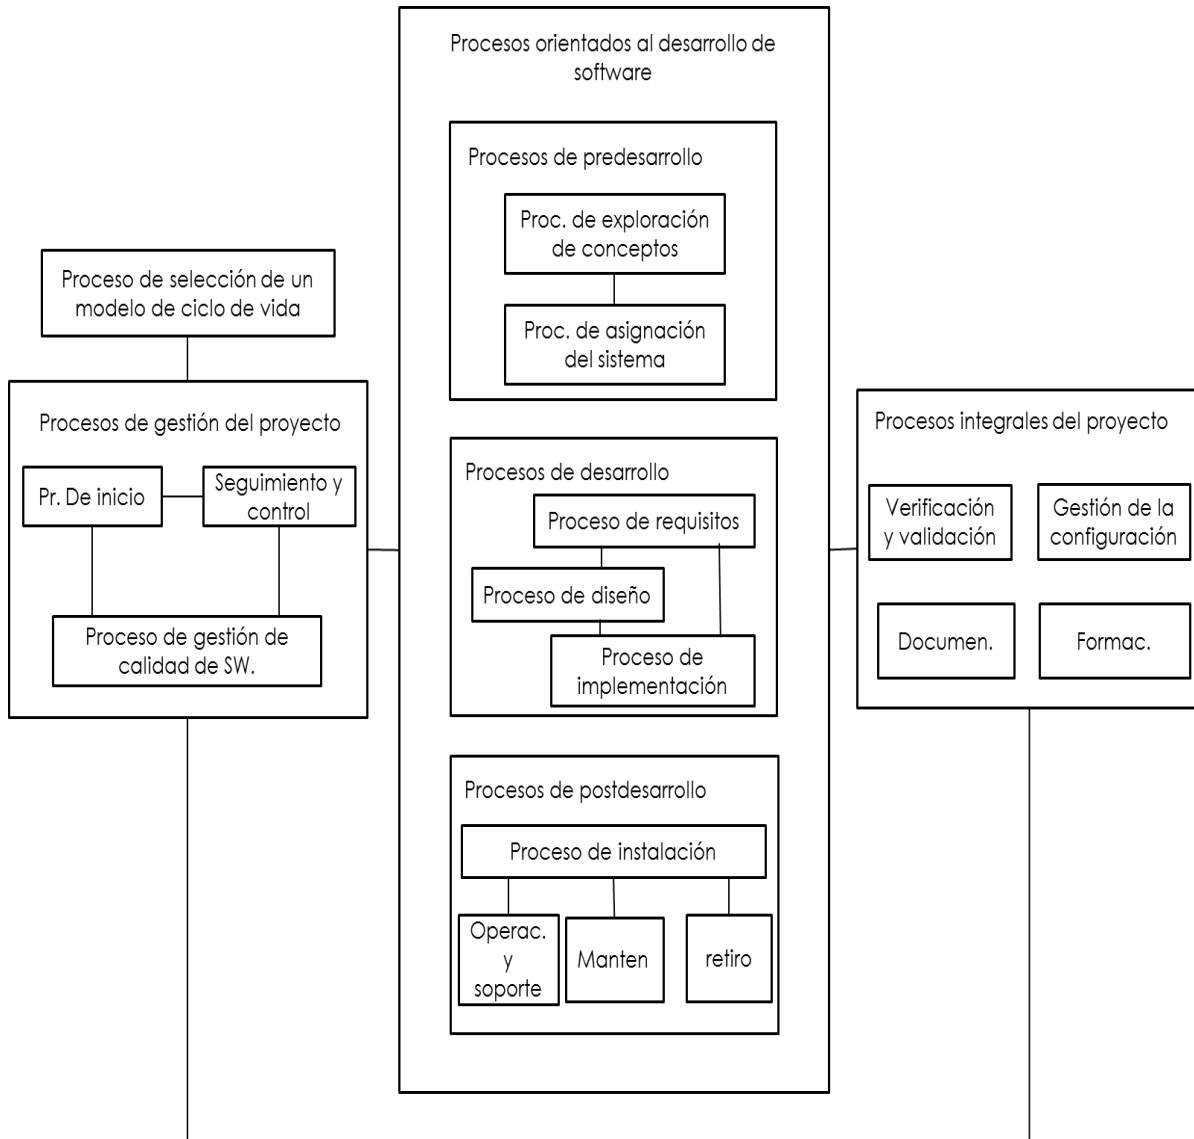 Procesos orientados al desarrollo de
software
Procesos de predesarrollo
Proc. de exploración
de conceptos
Proc. de asignación
del sistema
Proceso de selección de un
modelo de ciclo de vida
Procesos de gestión del proyecto
Pr. De inicio
Seguimiento y
control
Proceso de gestión de
calidad de SW.
Procesos de desarrollo
Proceso de requisitos
Proceso de diseño
Proceso de
implementación
Procesos de postdesarrollo
Proceso de instalación
Operac.
y
soporte
Manten
retiro
Procesos integrales del proyecto
Verificación
y validación
Gestión de la
configuración
Documen.
Formac.